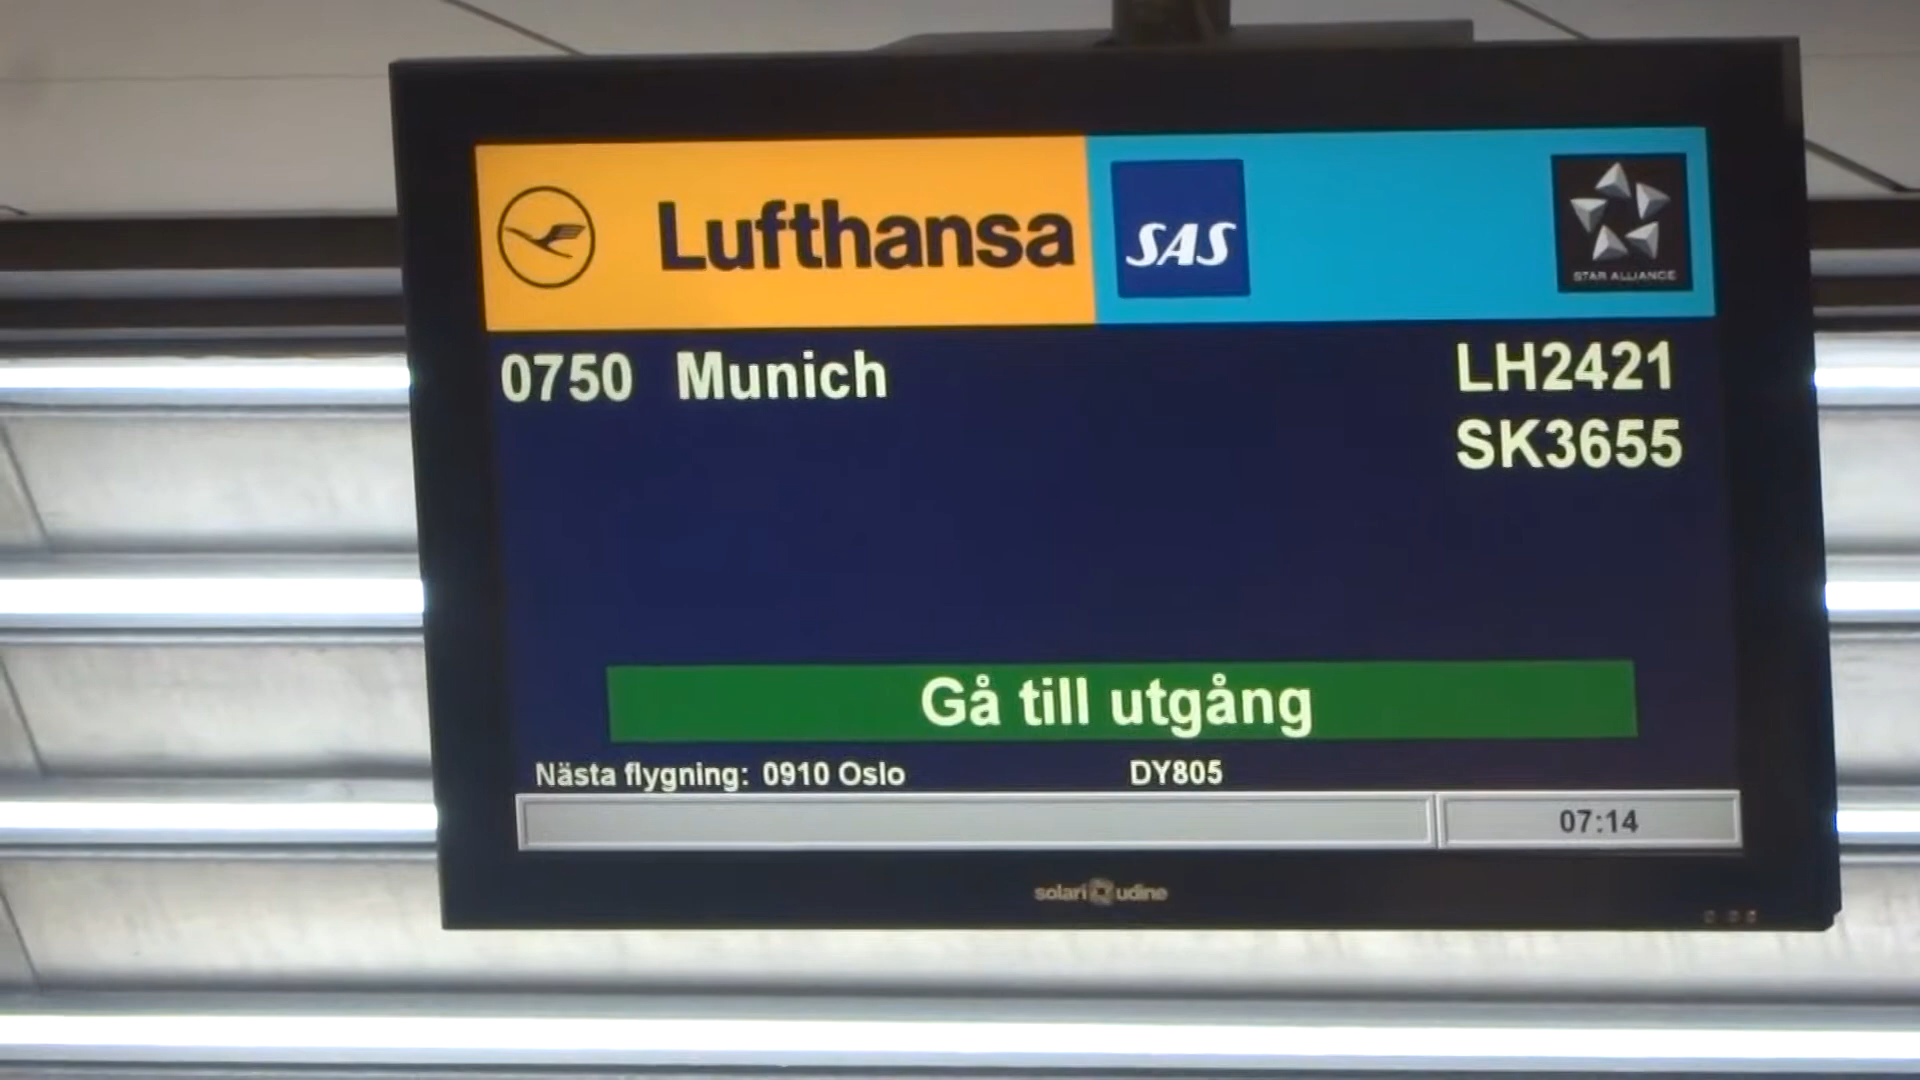 Lufthansa SAS STAR ALLIANCE
0750 Munich LH2421
SK3655
Gå till utgång
Nästa flygning: 0910 Oslo DY805
07:14
solari udine